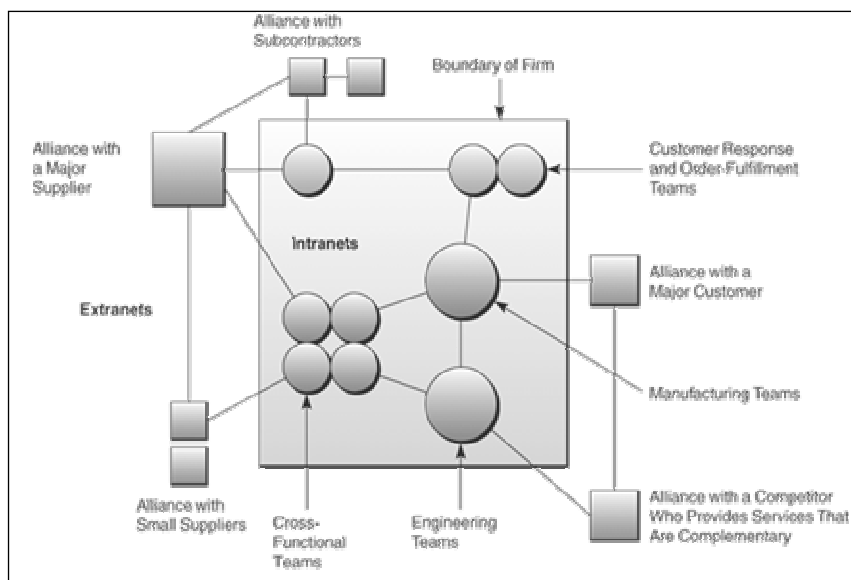 Alliance with
Subcontractors
Boundary of Firm
Alliance with
a Major
Supplier
Customer Response
and Order-Fulfillment
Teams
Intranets
Alliance with a
Major Customer
Extranets
Manufacturing Teams
Alliance with
Small Suppliers
Cross-
Functional
Teams
Engineering
Teams
Alliance with a Competitor
Who Provides Services That
Are Complementary